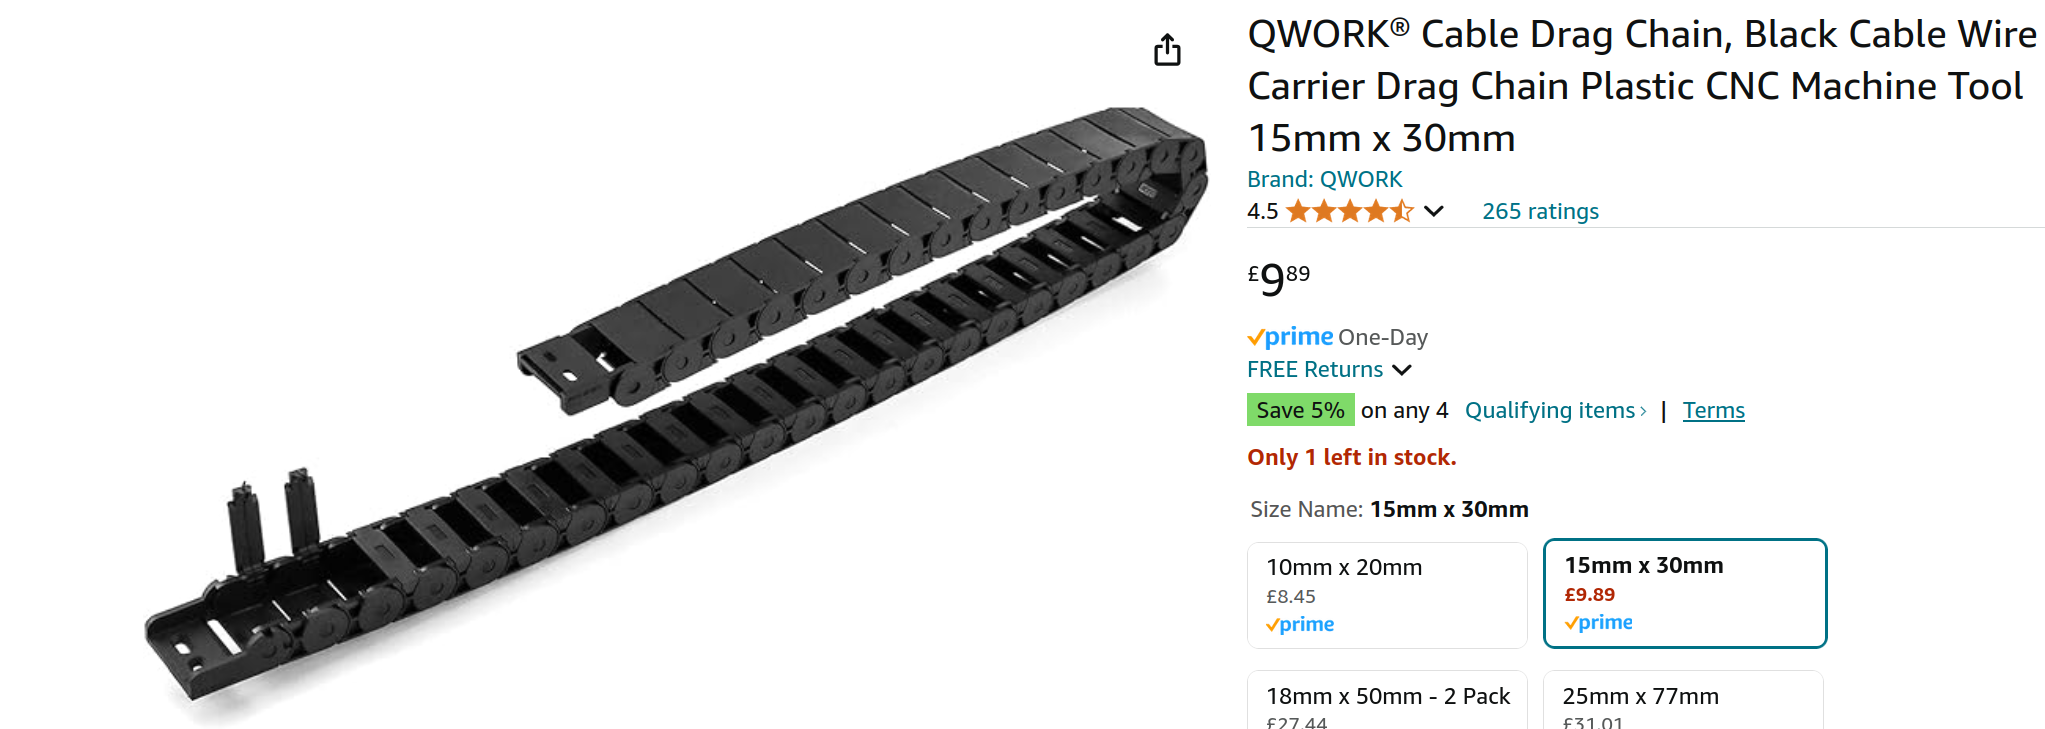 QWORK® Cable Drag Chain, Black Cable Wire
Carrier Drag Chain Plastic CNC Machine Tool
15mm x 30mm
Brand: QWORK
4.5 265 ratings
£9.89
prime One-Day
FREE Returns
Save 5% on any 4 Qualifying items › | Terms
Only 1 left in stock.
Size Name: 15mm x 30mm
10mm x 20mm
£8.45
prime
15mm x 30mm
£9.89
prime
18mm x 50mm - 2 Pack
£27.44
25mm x 77mm
£31.01